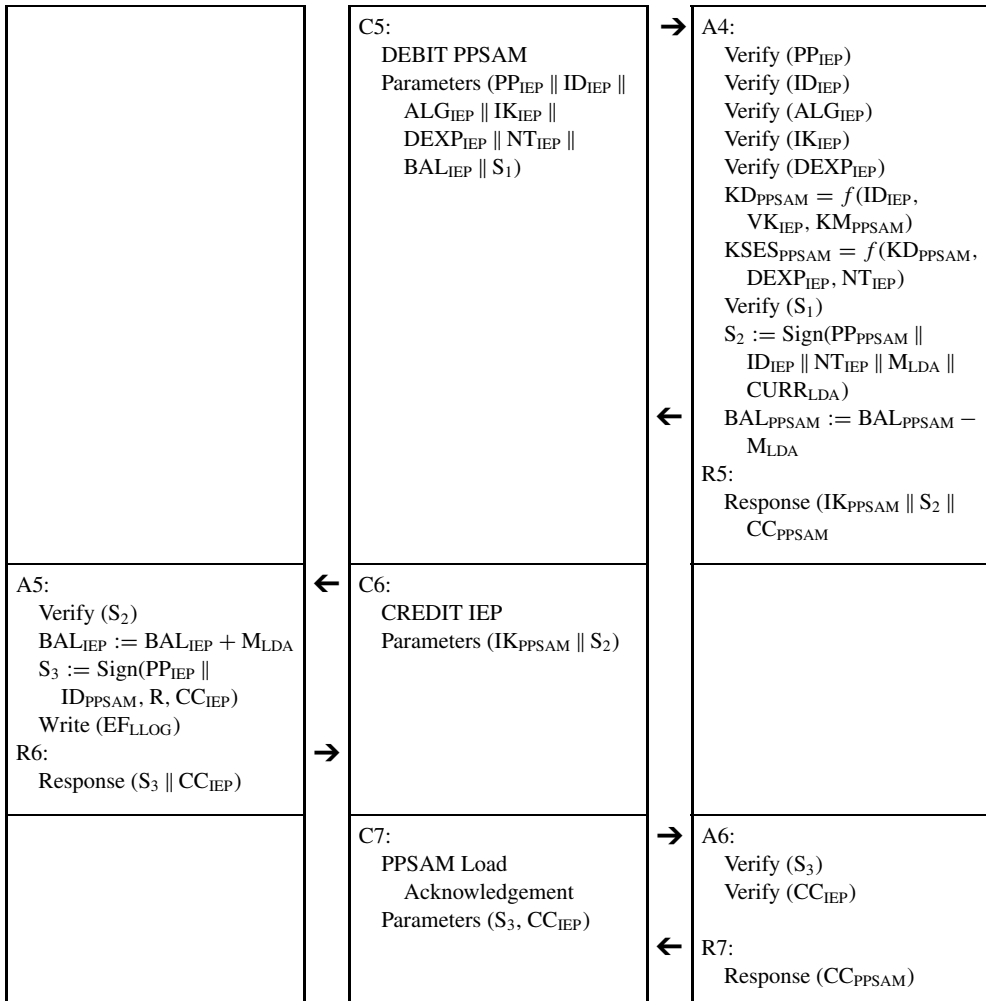 C5:
DEBIT PPSAM
Parameters (PP_IEP || ID_IEP ||
ALG_IEP || IK_IEP ||
DEXP_IEP || NT_IEP ||
BAL_IEP || S_1)
➔
A4:
Verify (PP_IEP)
Verify (ID_IEP)
Verify (ALG_IEP)
Verify (IK_IEP)
Verify (DEXP_IEP)
KD_PPSAM = f(ID_IEP,
VK_IEP, KM_PPSAM)
KSES_PPSAM = f(KD_PPSAM,
DEXP_IEP, NT_IEP)
Verify (S_1)
S_2 := Sign(PP_PPSAM ||
ID_IEP || NT_IEP || M_LDA ||
CURR_LDA)
BAL_PPSAM := BAL_PPSAM −
M_LDA
R5:
Response (IK_PPSAM || S_2 ||
CC_PPSAM
A5:
Verify (S_2)
BAL_IEP := BAL_IEP + M_LDA
S_3 := Sign(PP_IEP ||
ID_PPSAM, R, CC_IEP)
Write (EF_LLOG)
R6:
Response (S_3 || CC_IEP)
C6:
CREDIT IEP
Parameters (IK_PPSAM || S_2)
C7:
PPSAM Load
Acknowledgement
Parameters (S_3, CC_IEP)
A6:
Verify (S_3)
Verify (CC_IEP)
R7:
Response (CC_PPSAM)